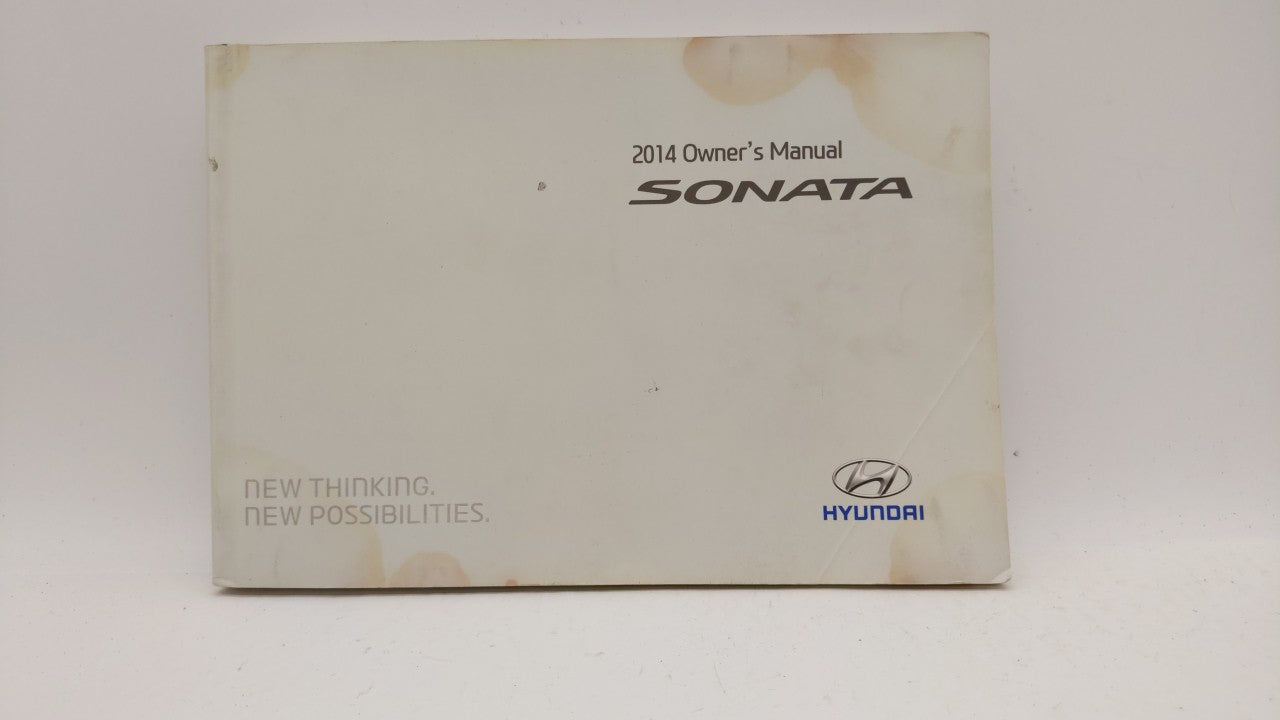 2014 Owner's Manual
SONATA
NEW THINKING.
NEW POSSIBILITIES.
HYUNDAI